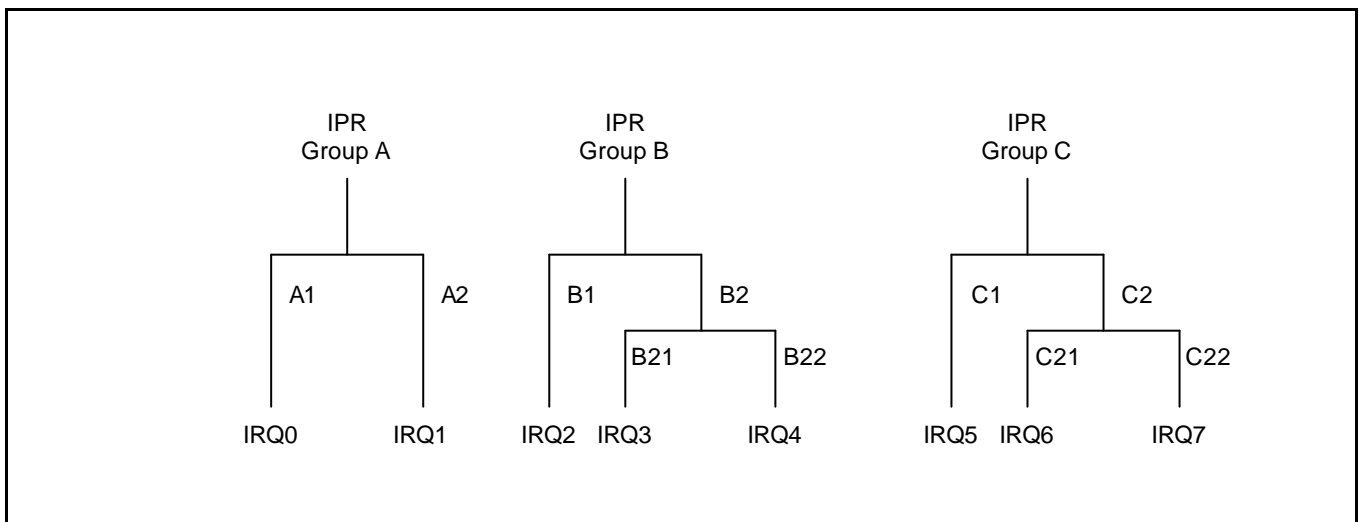 IPR
Group A
IPR
Group B
IPR
Group C
A1
A2
B1
B2
C1
C2
B21
B22
C21
C22
IRQ0
IRQ1
IRQ2
IRQ3
IRQ4
IRQ5
IRQ6
IRQ7